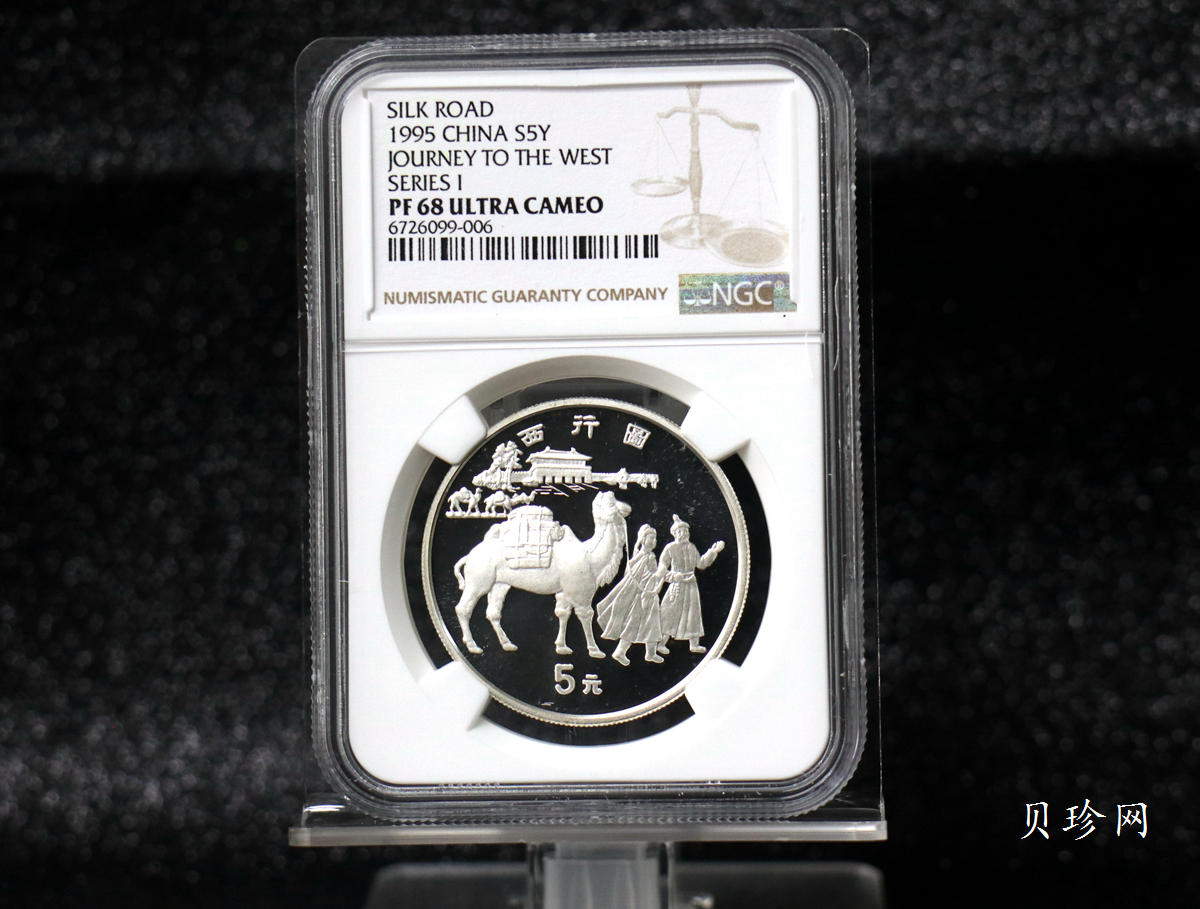 SILK ROAD
1995 CHINA S5Y
JOURNEY TO THE WEST
SERIES I
PF 68 ULTRA CAMEO
6726099-006
NUMISMATIC GUARANTY COMPANY
NGC®
西行圖
5元
贝珍网